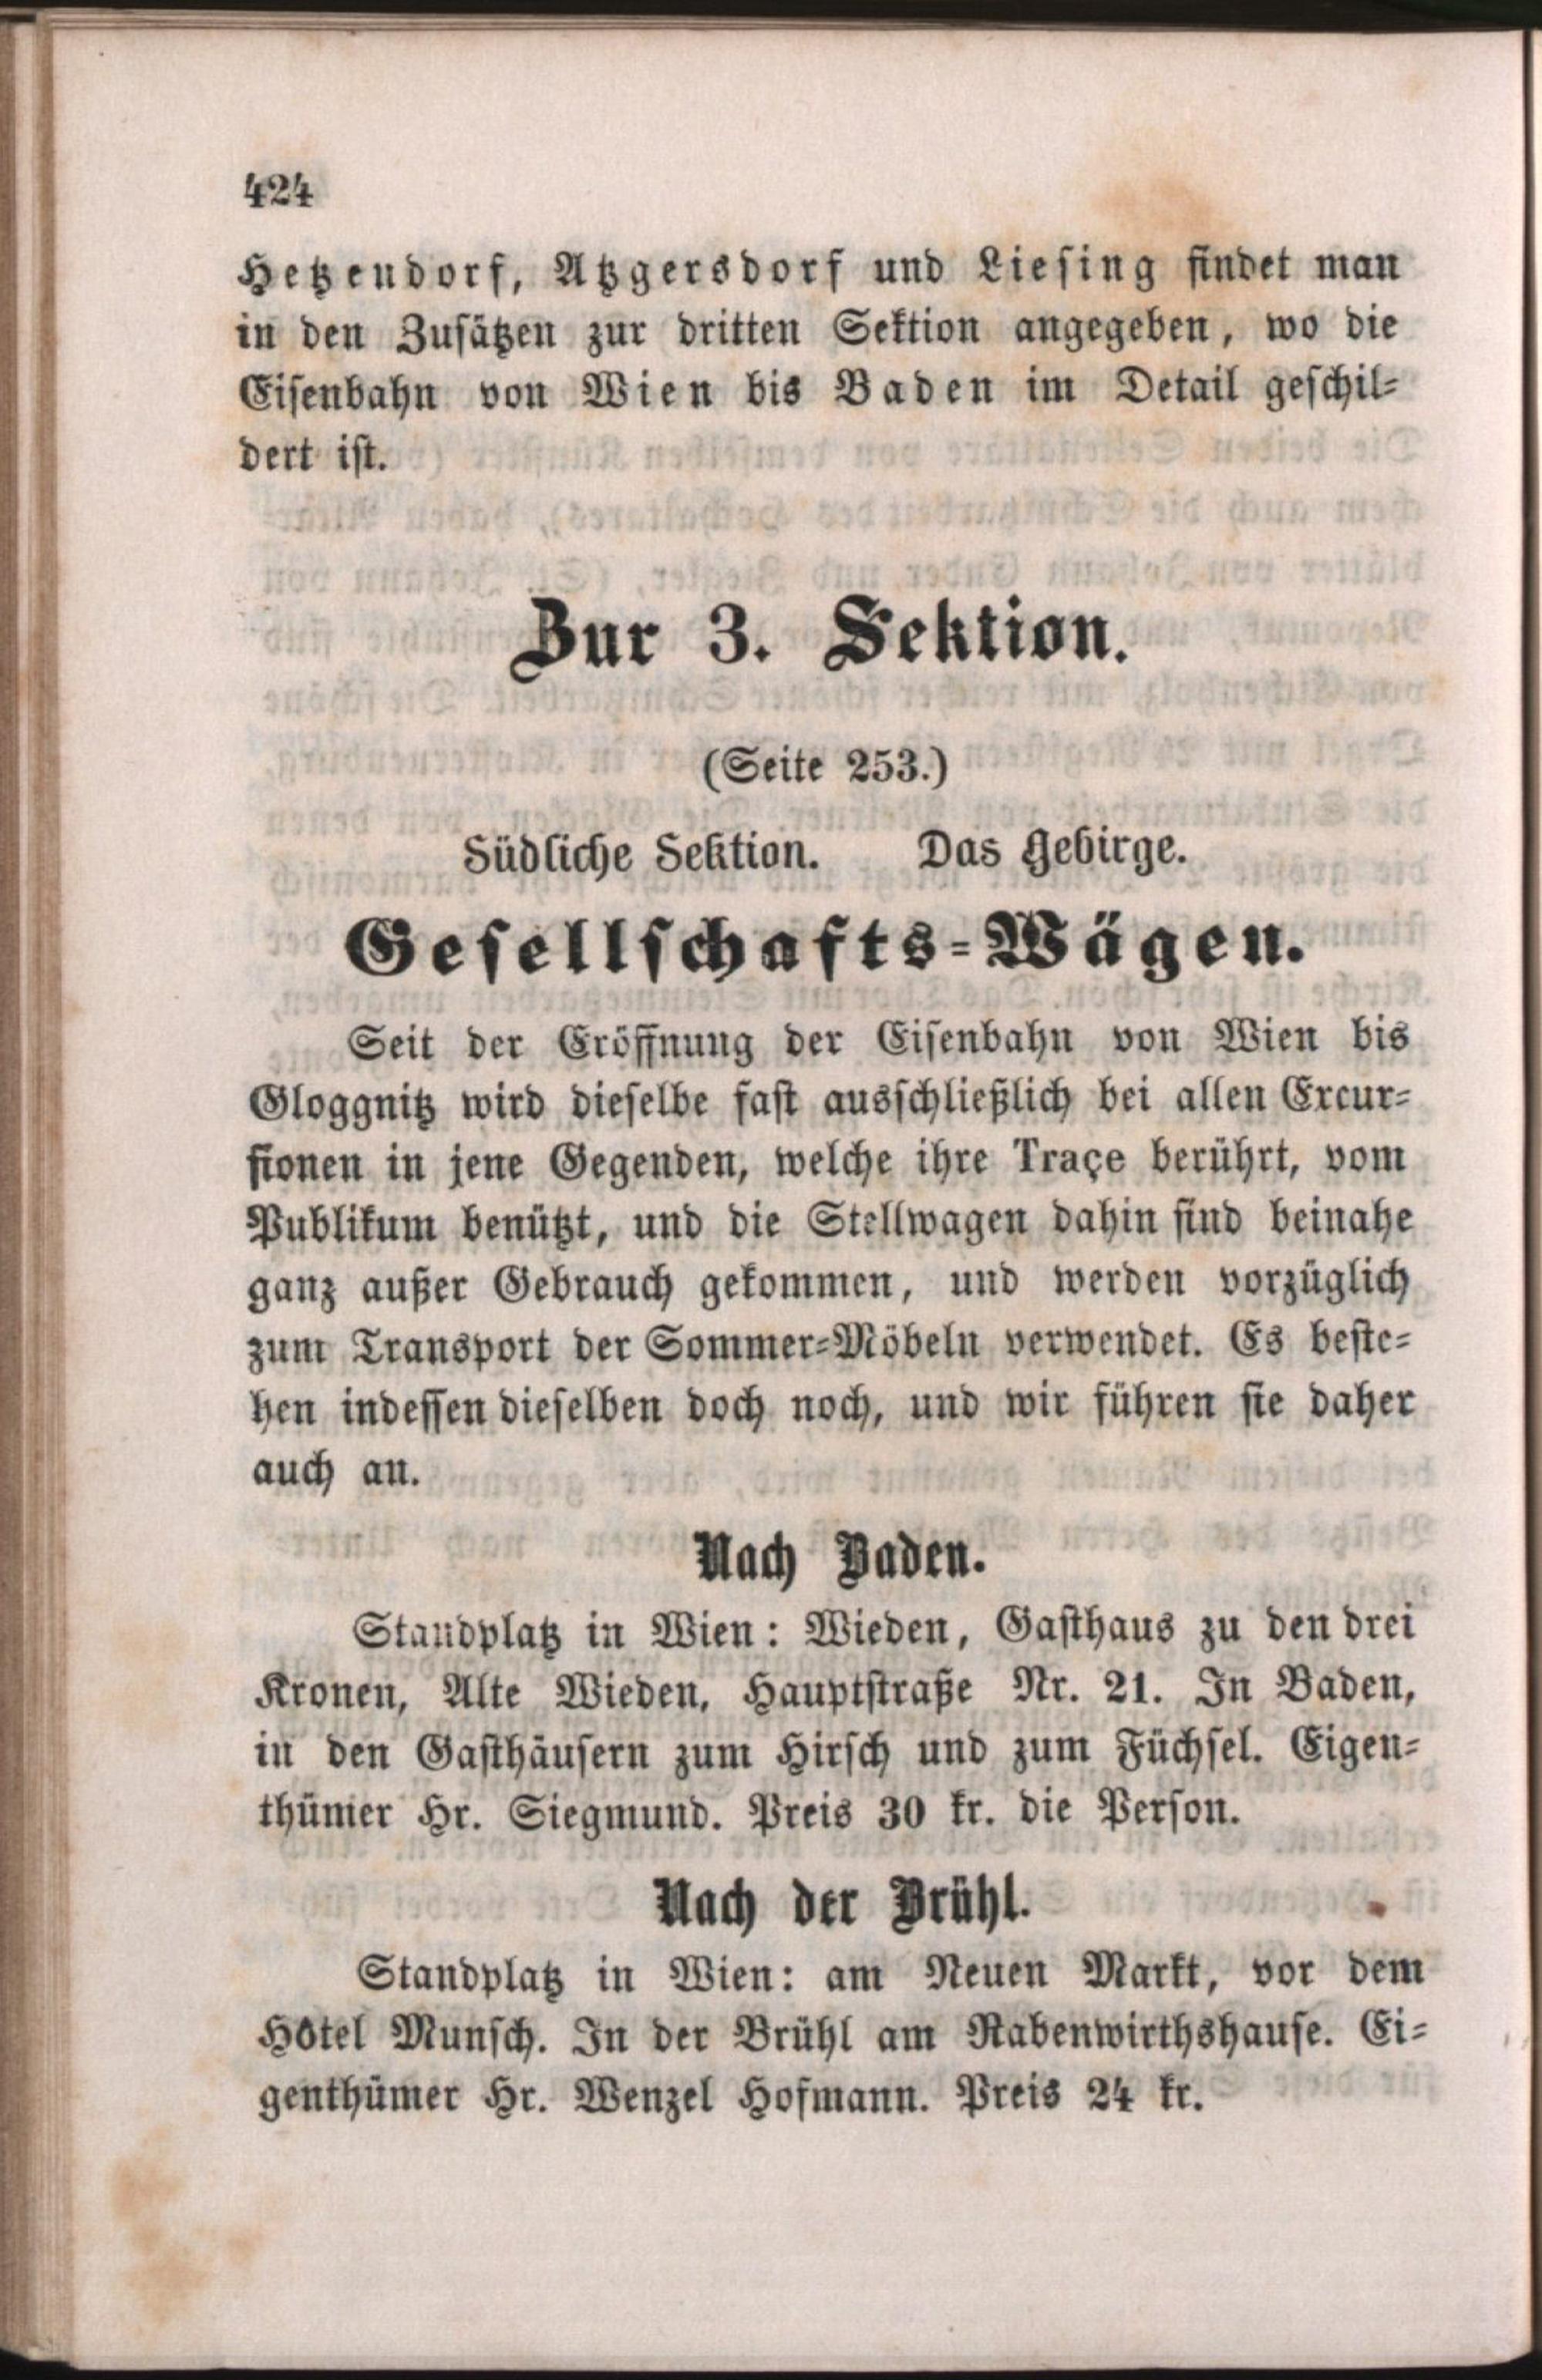 424
Hetzendorf, Atzgersdorf und Liesing findet man
in den Zusätzen zur dritten Sektion angegeben, wo die
Eisenbahn von Wien bis Baden im Detail geschil-
dert ist.
Zur 3. Sektion.
(Seite 253.)
Südliche Sektion. Das Gebirge.
Gesellschafts-Wägen.
Seit der Eröffnung der Eisenbahn von Wien bis
Gloggnitz wird dieselbe fast ausschließlich bei allen Excur-
sionen in jene Gegenden, welche ihre Traçe berührt, vom
Publikum benützt, und die Stellwagen dahin sind beinahe
ganz außer Gebrauch gekommen, und werden vorzüglich
zum Transport der Sommer-Möbeln verwendet. Es beste-
hen indessen dieselben doch noch, und wir führen sie daher
auch an.
Nach Baden.
Standplatz in Wien: Wieden, Gasthaus zu den drei
Kronen, Alte Wieden, Hauptstraße Nr. 21. In Baden,
in den Gasthäusern zum Hirsch und zum Füchsel. Eigen-
thümer Hr. Siegmund. Preis 30 kr. die Person.
Nach der Brühl.
Standplatz in Wien: am Neuen Markt, vor dem
Hôtel Munsch. In der Brühl am Rabenwirthshause. Ei-
genthümer Hr. Wenzel Hofmann. Preis 24 kr.